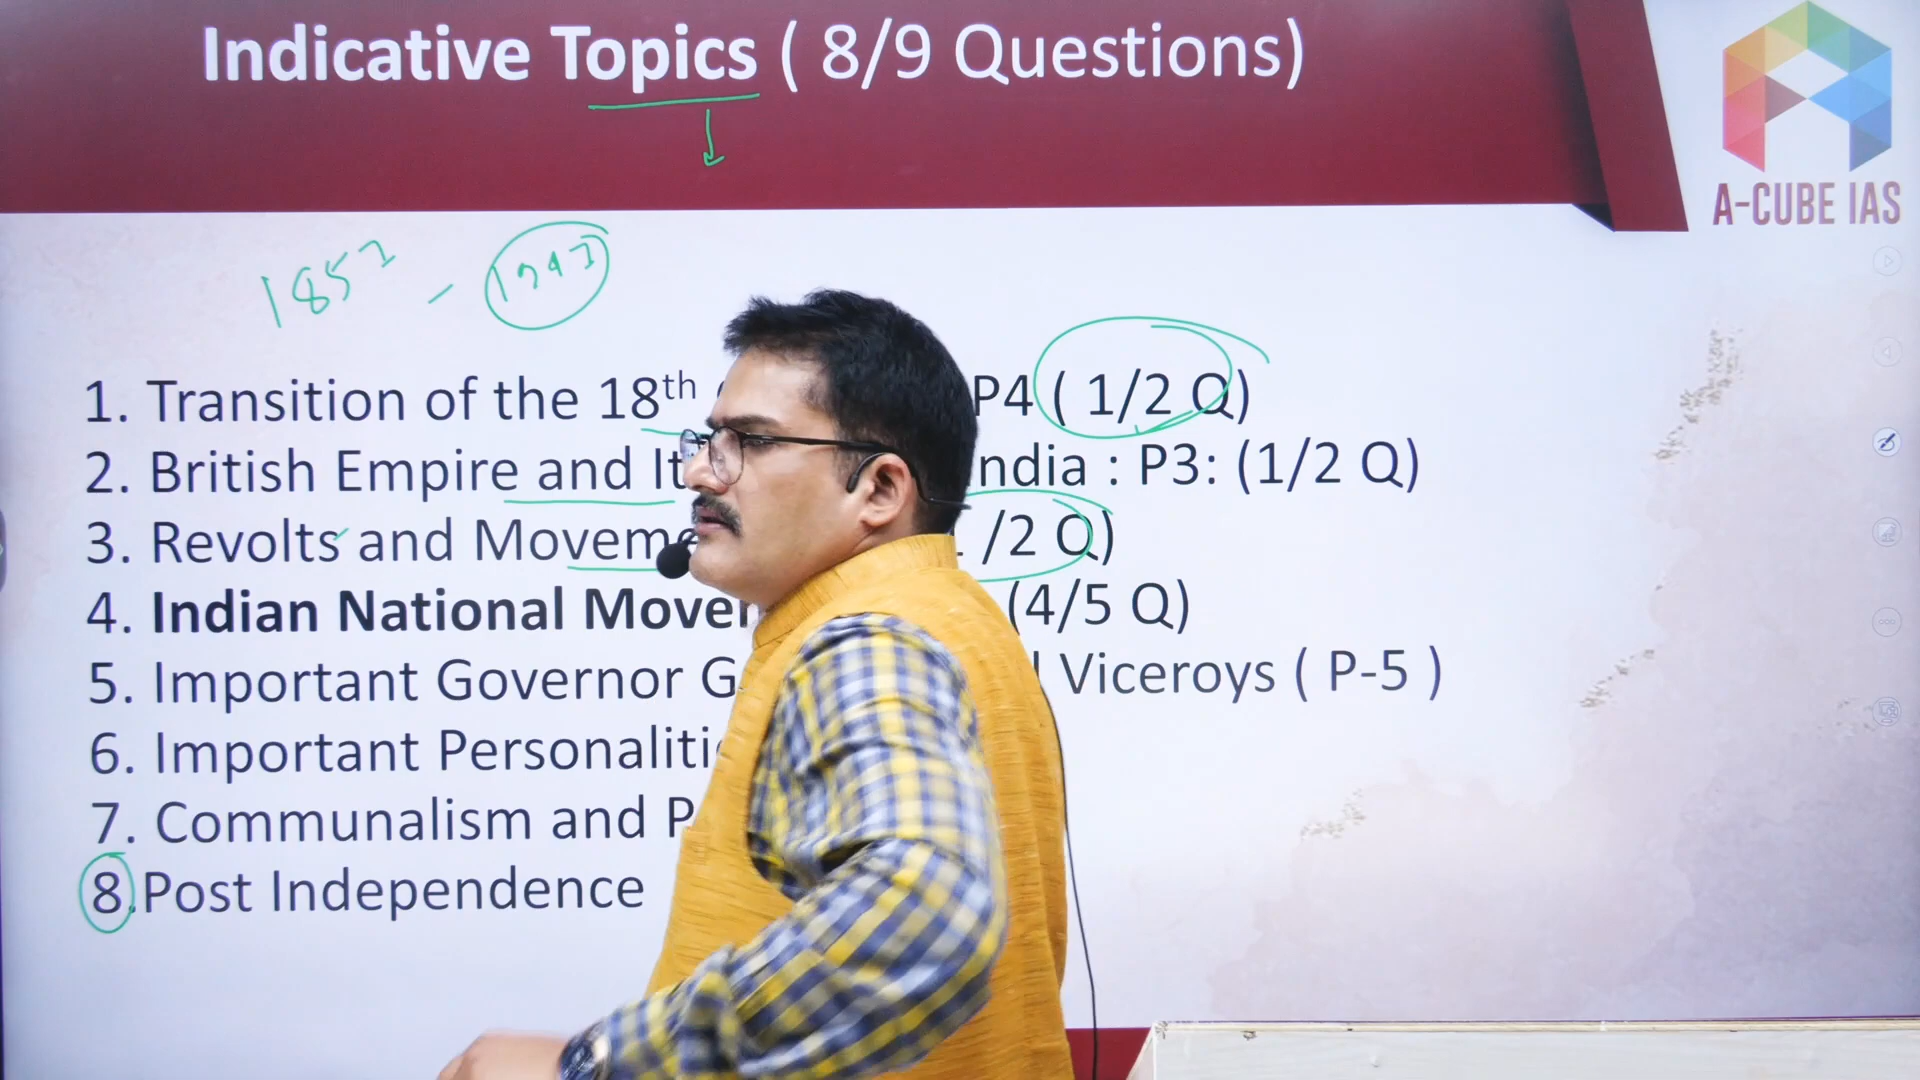 Indicative Topics ( 8/9 Questions)
A-CUBE IAS
1857 - 1947
1. Transition of the 18th P4 ( 1/2 Q)
2. British Empire and It ndia : P3: (1/2 Q)
3. Revolts and Moveme /2 Q)
4. Indian National Move (4/5 Q)
5. Important Governor G Viceroys ( P-5 )
6. Important Personaliti
7. Communalism and P
8. Post Independence